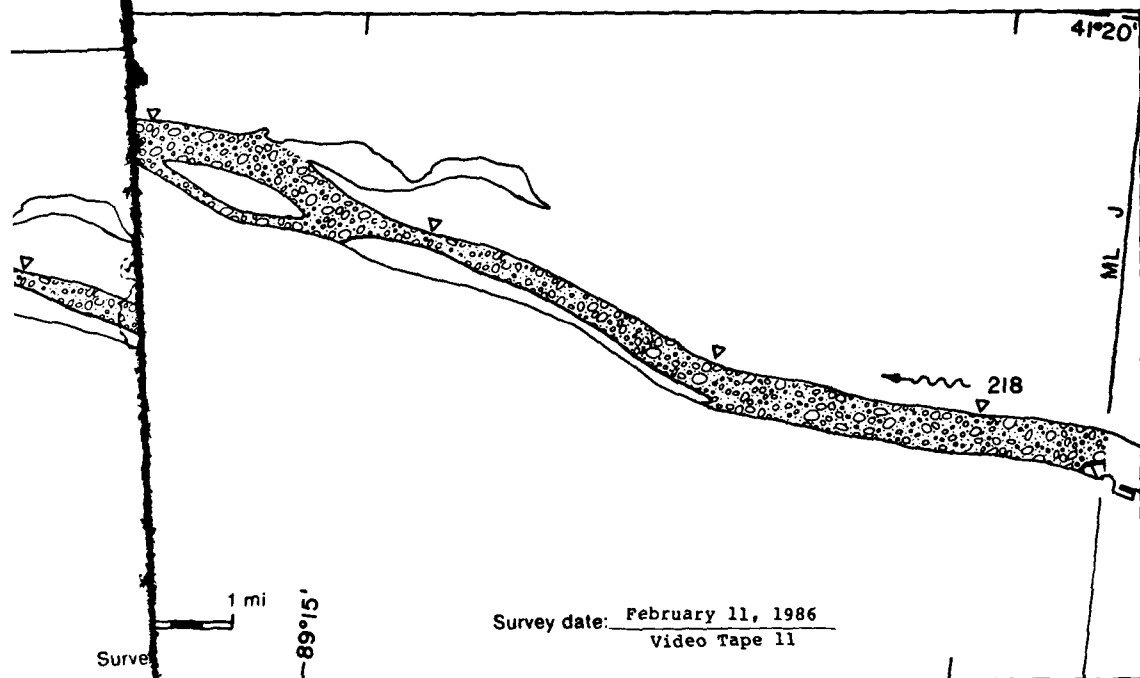 41°20'
ML J
218
1 mi
89°15'
Survey date: February 11, 1986
Video Tape 11
Surve